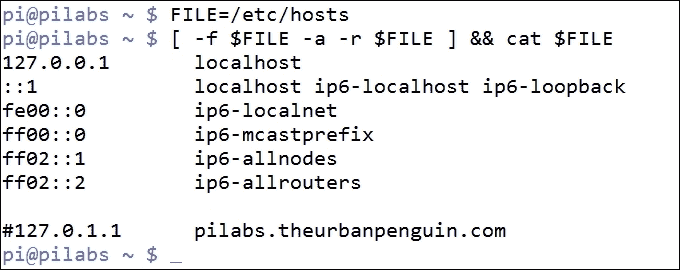 pi@pilabs ~ $ FILE=/etc/hosts
pi@pilabs ~ $ [ -f $FILE -a -r $FILE ] && cat $FILE
127.0.0.1       localhost
::1             localhost ip6-localhost ip6-loopback
fe00::0         ip6-localnet
ff00::0         ip6-mcastprefix
ff02::1         ip6-allnodes
ff02::2         ip6-allrouters
#127.0.1.1      pilabs.theurbanpenguin.com
pi@pilabs ~ $ _